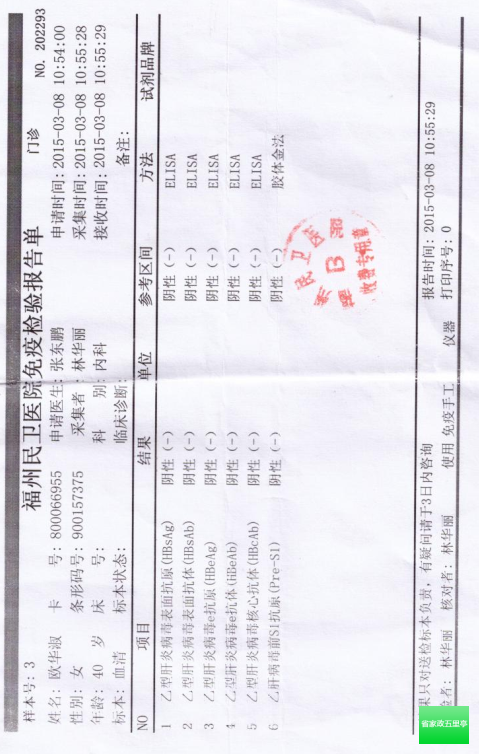 NO. 202293
福州民卫医院免疫检验报告单
门诊
样本号: 3
姓名: 欧华淑 卡 号: 800066955 申请医生: 张东鹏 申请时间: 2015-03-08 10:54:00
性别: 女 条形码号: 900157375 采集者: 林华丽 采集时间: 2015-03-08 10:55:28
年龄: 40 岁 床 号: 科 别: 内科 接收时间: 2015-03-08 10:55:29
标本: 血清 标本状态: 临床诊断: 备注:
NO 项目 结果 单位 参考区间 方法 试剂品牌
1 乙型肝炎病毒表面抗原(HBsAg) 阴性(-) 阴性(-) ELISA
2 乙型肝炎病毒表面抗体(HBsAb) 阴性(-) 阴性(-) ELISA
3 乙型肝炎病毒e抗原(HBeAg) 阴性(-) 阴性(-) ELISA
4 乙型肝炎病毒e抗体(HBeAb) 阴性(-) 阴性(-) ELISA
5 乙型肝炎病毒核心抗体(HBcAb) 阴性(-) 阴性(-) ELISA
6 乙肝病毒前S1抗原(Pre-S1) 阴性(-) 阴性(-) 胶体金法
民卫医
B
收费专用章
果只对送检标本负责, 有疑问请于3日内咨询 报告时间: 2015-03-08 10:55:29
检者: 林华丽 核对者: 林华丽 使用 免疫手工 仪器 打印序号: 0
省家政五里亭